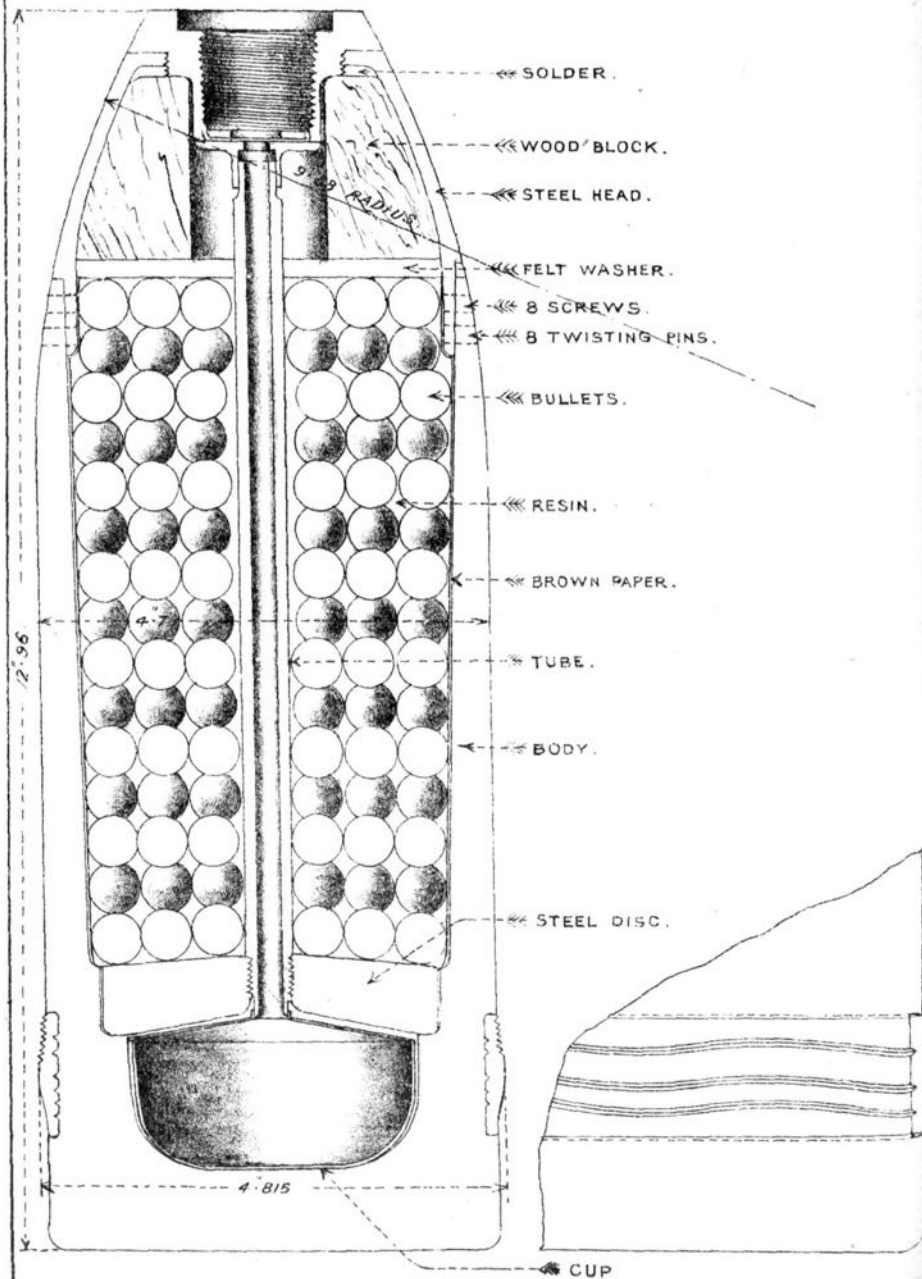 SOLDER.
WOOD BLOCK.
9·88 RADIUS.
STEEL HEAD.
FELT WASHER.
8 SCREWS.
8 TWISTING PINS.
BULLETS.
RESIN.
BROWN PAPER.
4·7"
12"·96
TUBE.
BODY.
STEEL DISC.
4·815
CUP